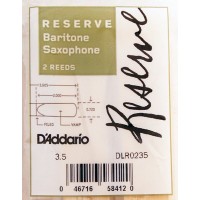 RESERVE
Baritone
Saxophone
2 REEDS
Reserve
D'Addario
3.5 DLR0235
0 46716 58412 0